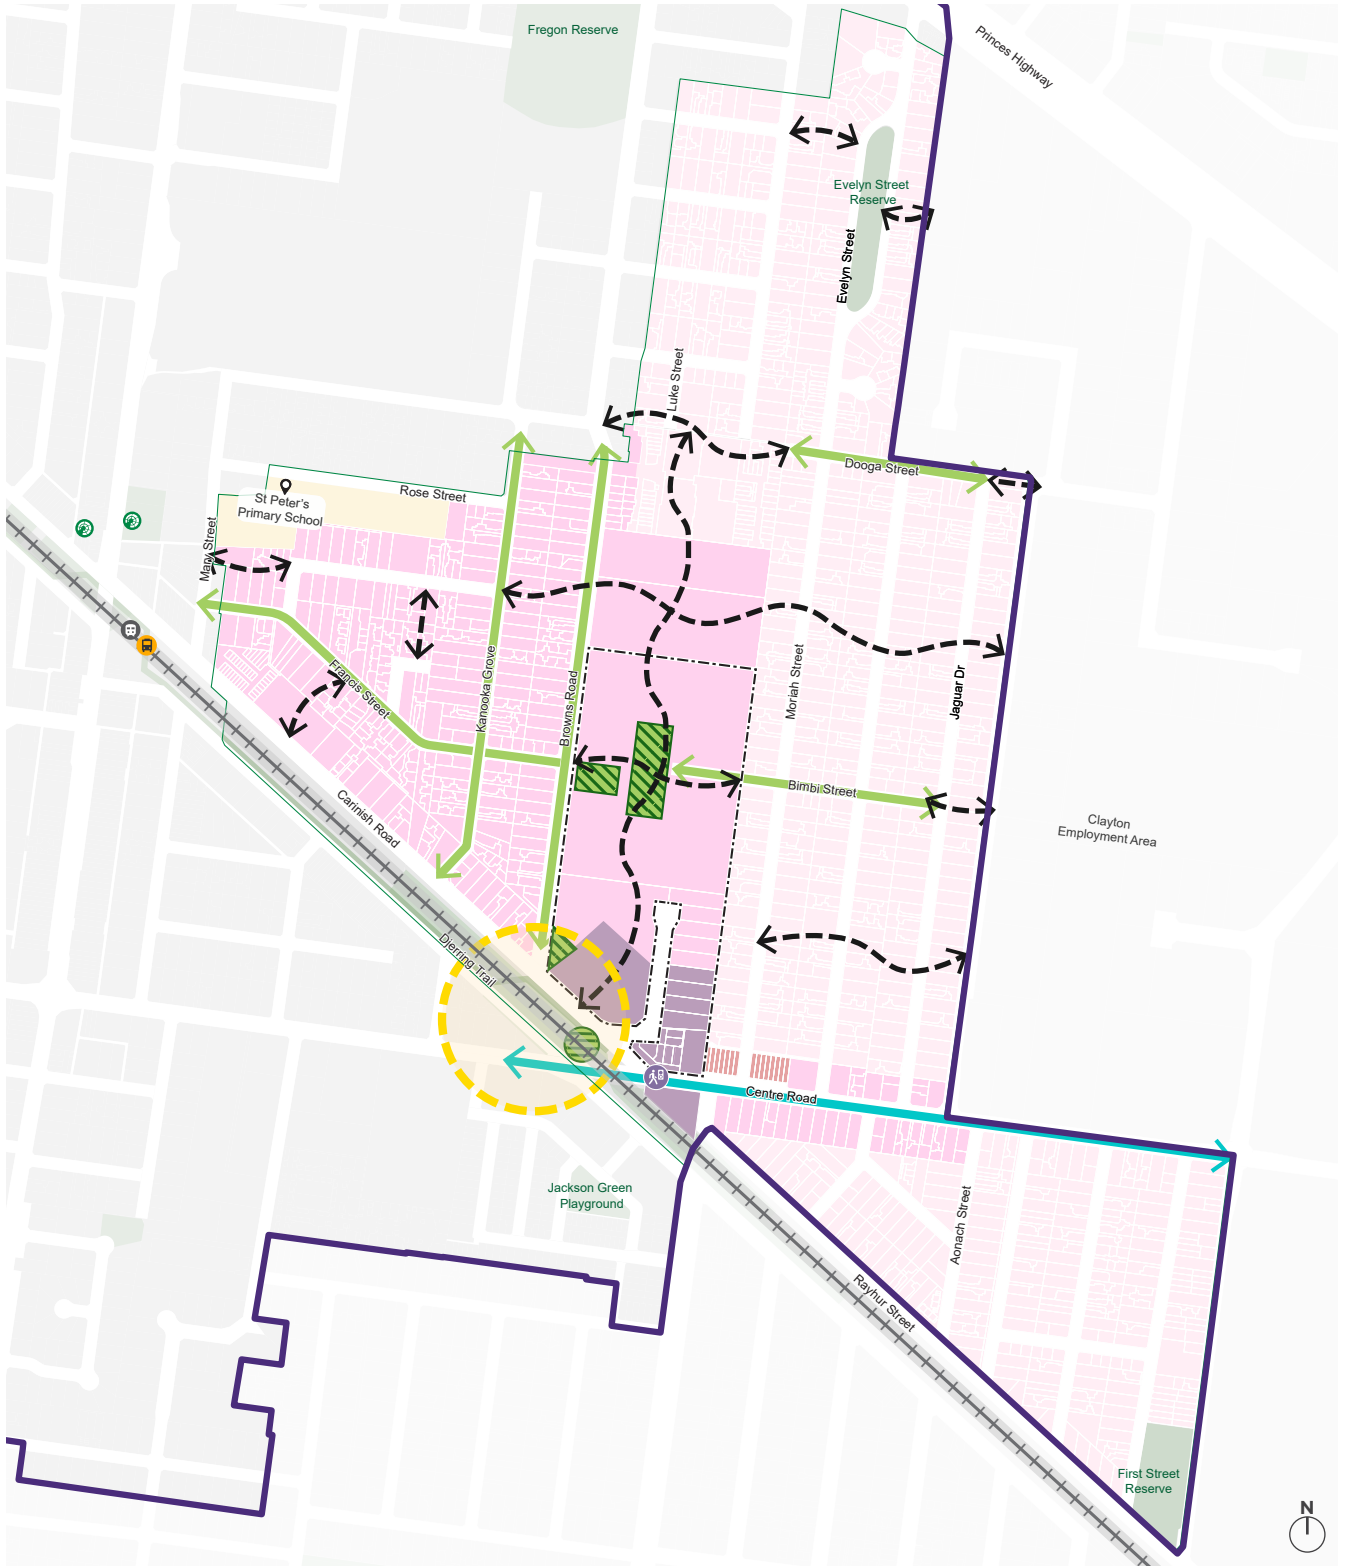 Fregon Reserve
Princes Highway
Evelyn Street
Reserve
Evelyn Street
Luke Street
Dooga Street
Rose Street
St Peter's
Primary School
Mary Street
Francis Street
Kanooka Grove
Browns Road
Moriah Street
Jaguar Dr
Bimbi Street
Carinish Road
Clayton
Employment Area
Djerring Trail
Centre Road
Jackson Green
Playground
Aonach Street
Rayhur Street
First Street
Reserve
N